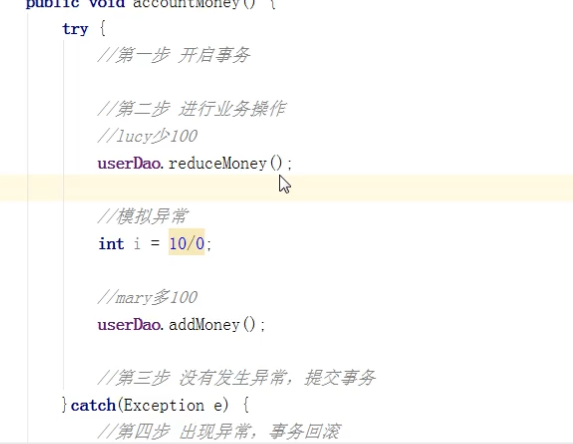 public void accountMoney() {
try {
//第一步 开启事务
//第二步 进行业务操作
//lucy少100
userDao.reduceMoney();
//模拟异常
int i = 10/0;
//mary多100
userDao.addMoney();
//第三步 没有发生异常，提交事务
}catch(Exception e) {
//第四步 出现异常，事务回滚